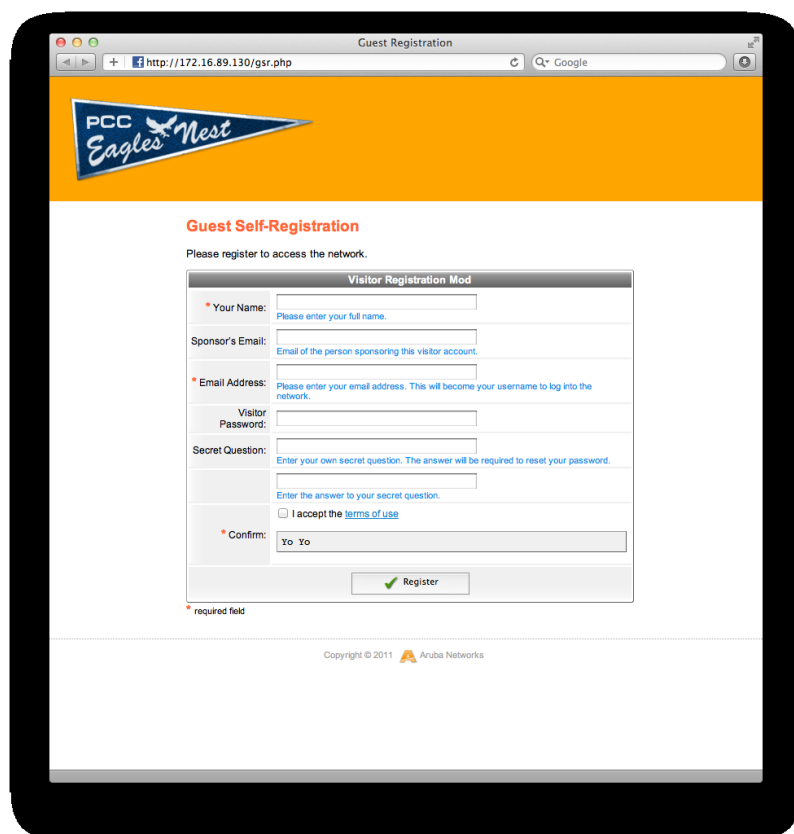 Guest Registration
http://172.16.89.130/gsr.php
Google
PCC
Eagles Nest
Guest Self-Registration
Please register to access the network.
Visitor Registration Mod
* Your Name:
Please enter your full name.
Sponsor's Email:
Email of the person sponsoring this visitor account.
* Email Address:
Please enter your email address. This will become your username to log into the
network.
Visitor
Password:
Secret Question:
Enter your own secret question. The answer will be required to reset your password.
Enter the answer to your secret question.
I accept the terms of use
* Confirm:
Yo Yo
Register
* required field
Copyright © 2011 Aruba Networks